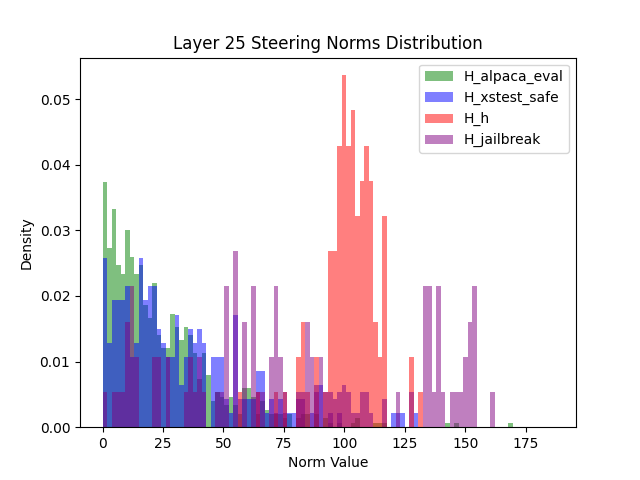 Layer 25 Steering Norms Distribution
H_alpaca_eval
H_xstest_safe
H_h
H_jailbreak
Density
0.05
0.04
0.03
0.02
0.01
0.00
0 25 50 75 100 125 150 175
Norm Value